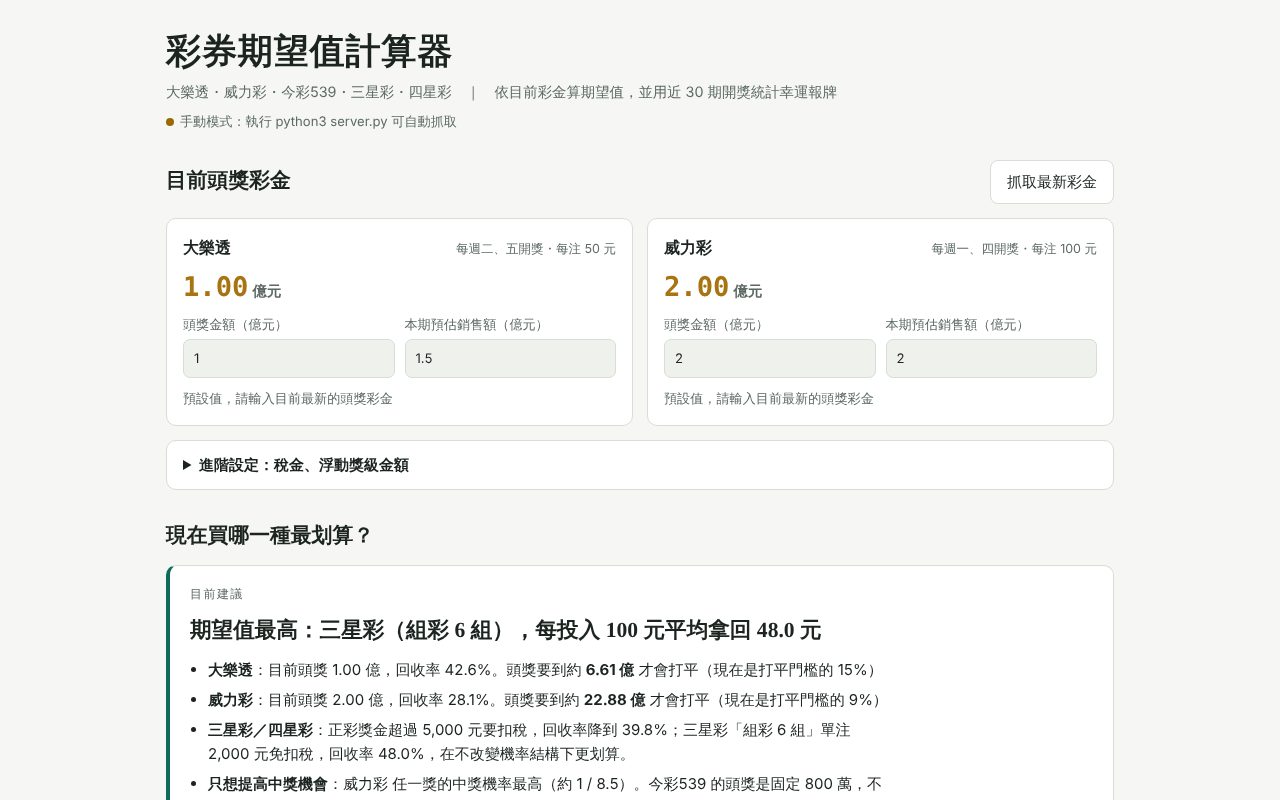 彩券期望值計算器
大樂透・威力彩・今彩539・三星彩・四星彩 ｜ 依目前彩金算期望值，並用近 30 期開獎統計幸運報牌
手動模式：執行 python3 server.py 可自動抓取
目前頭獎彩金
抓取最新彩金
大樂透
每週二、五開獎・每注 50 元
1.00 億元
頭獎金額（億元）
本期預估銷售額（億元）
1
1.5
預設值，請輸入目前最新的頭獎彩金
威力彩
每週一、四開獎・每注 100 元
2.00 億元
頭獎金額（億元）
本期預估銷售額（億元）
2
2
預設值，請輸入目前最新的頭獎彩金
▶ 進階設定：稅金、浮動獎級金額
現在買哪一種最划算？
目前建議
期望值最高：三星彩（組彩 6 組），每投入 100 元平均拿回 48.0 元
• 大樂透：目前頭獎 1.00 億，回收率 42.6%。頭獎要到約 6.61 億 才會打平（現在是打平門檻的 15%）
• 威力彩：目前頭獎 2.00 億，回收率 28.1%。頭獎要到約 22.88 億 才會打平（現在是打平門檻的 9%）
• 三星彩／四星彩：正彩獎金超過 5,000 元要扣稅，回收率降到 39.8%；三星彩「組彩 6 組」單注
2,000 元免扣稅，回收率 48.0%，在不改變機率結構下更划算。
• 只想提高中獎機會：威力彩 任一獎的中獎機率最高（約 1 / 8.5）。今彩539 的頭獎是固定 800 萬，不